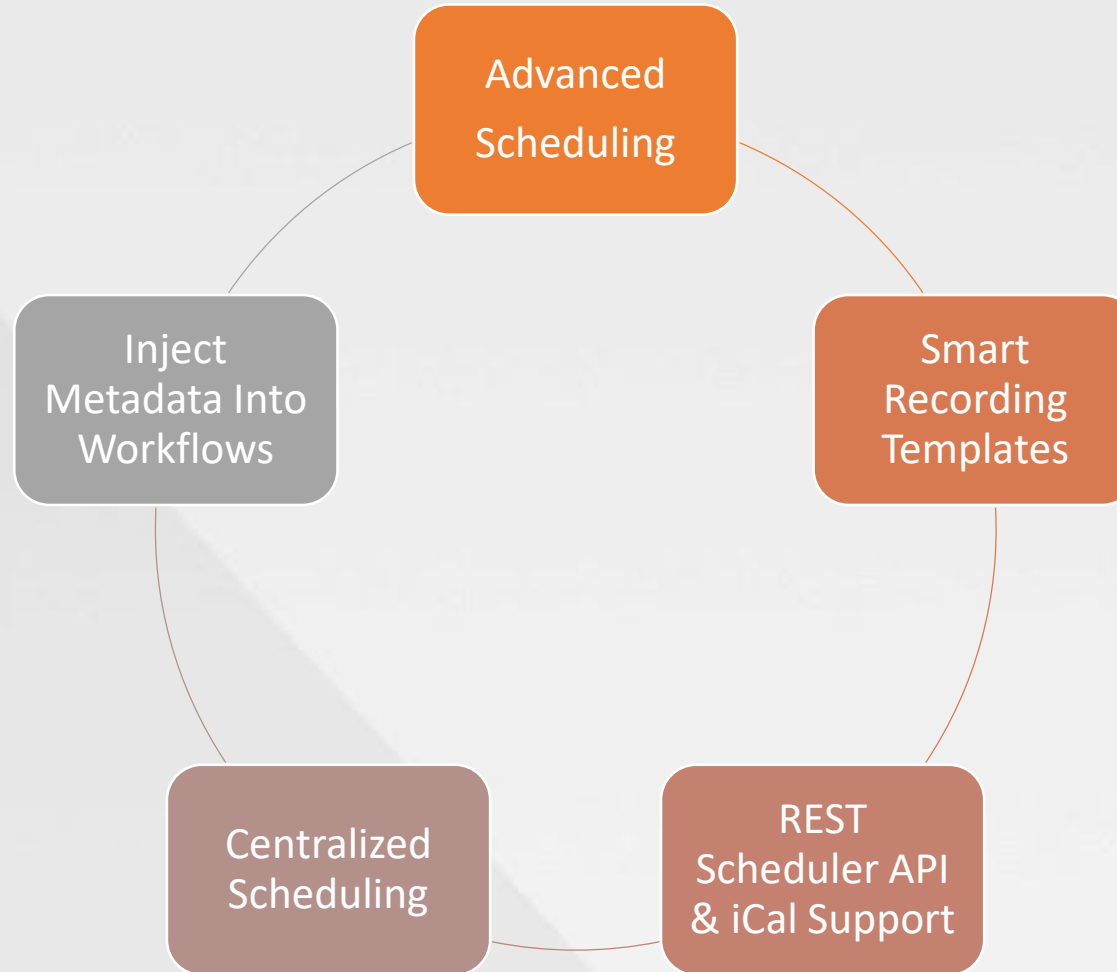 Advanced
Scheduling
Smart
Recording
Templates
REST
Scheduler API
& iCal Support
Centralized
Scheduling
Inject
Metadata Into
Workflows